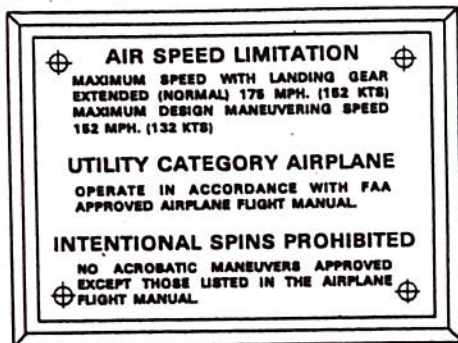 AIR SPEED LIMITATION
MAXIMUM SPEED WITH LANDING GEAR
EXTENDED (NORMAL) 175 MPH. (152 KTS)
MAXIMUM DESIGN MANEUVERING SPEED
152 MPH. (132 KTS)
UTILITY CATEGORY AIRPLANE
OPERATE IN ACCORDANCE WITH FAA
APPROVED AIRPLANE FLIGHT MANUAL
INTENTIONAL SPINS PROHIBITED
NO ACROBATIC MANEUVERS APPROVED
EXCEPT THOSE LISTED IN THE AIRPLANE
FLIGHT MANUAL